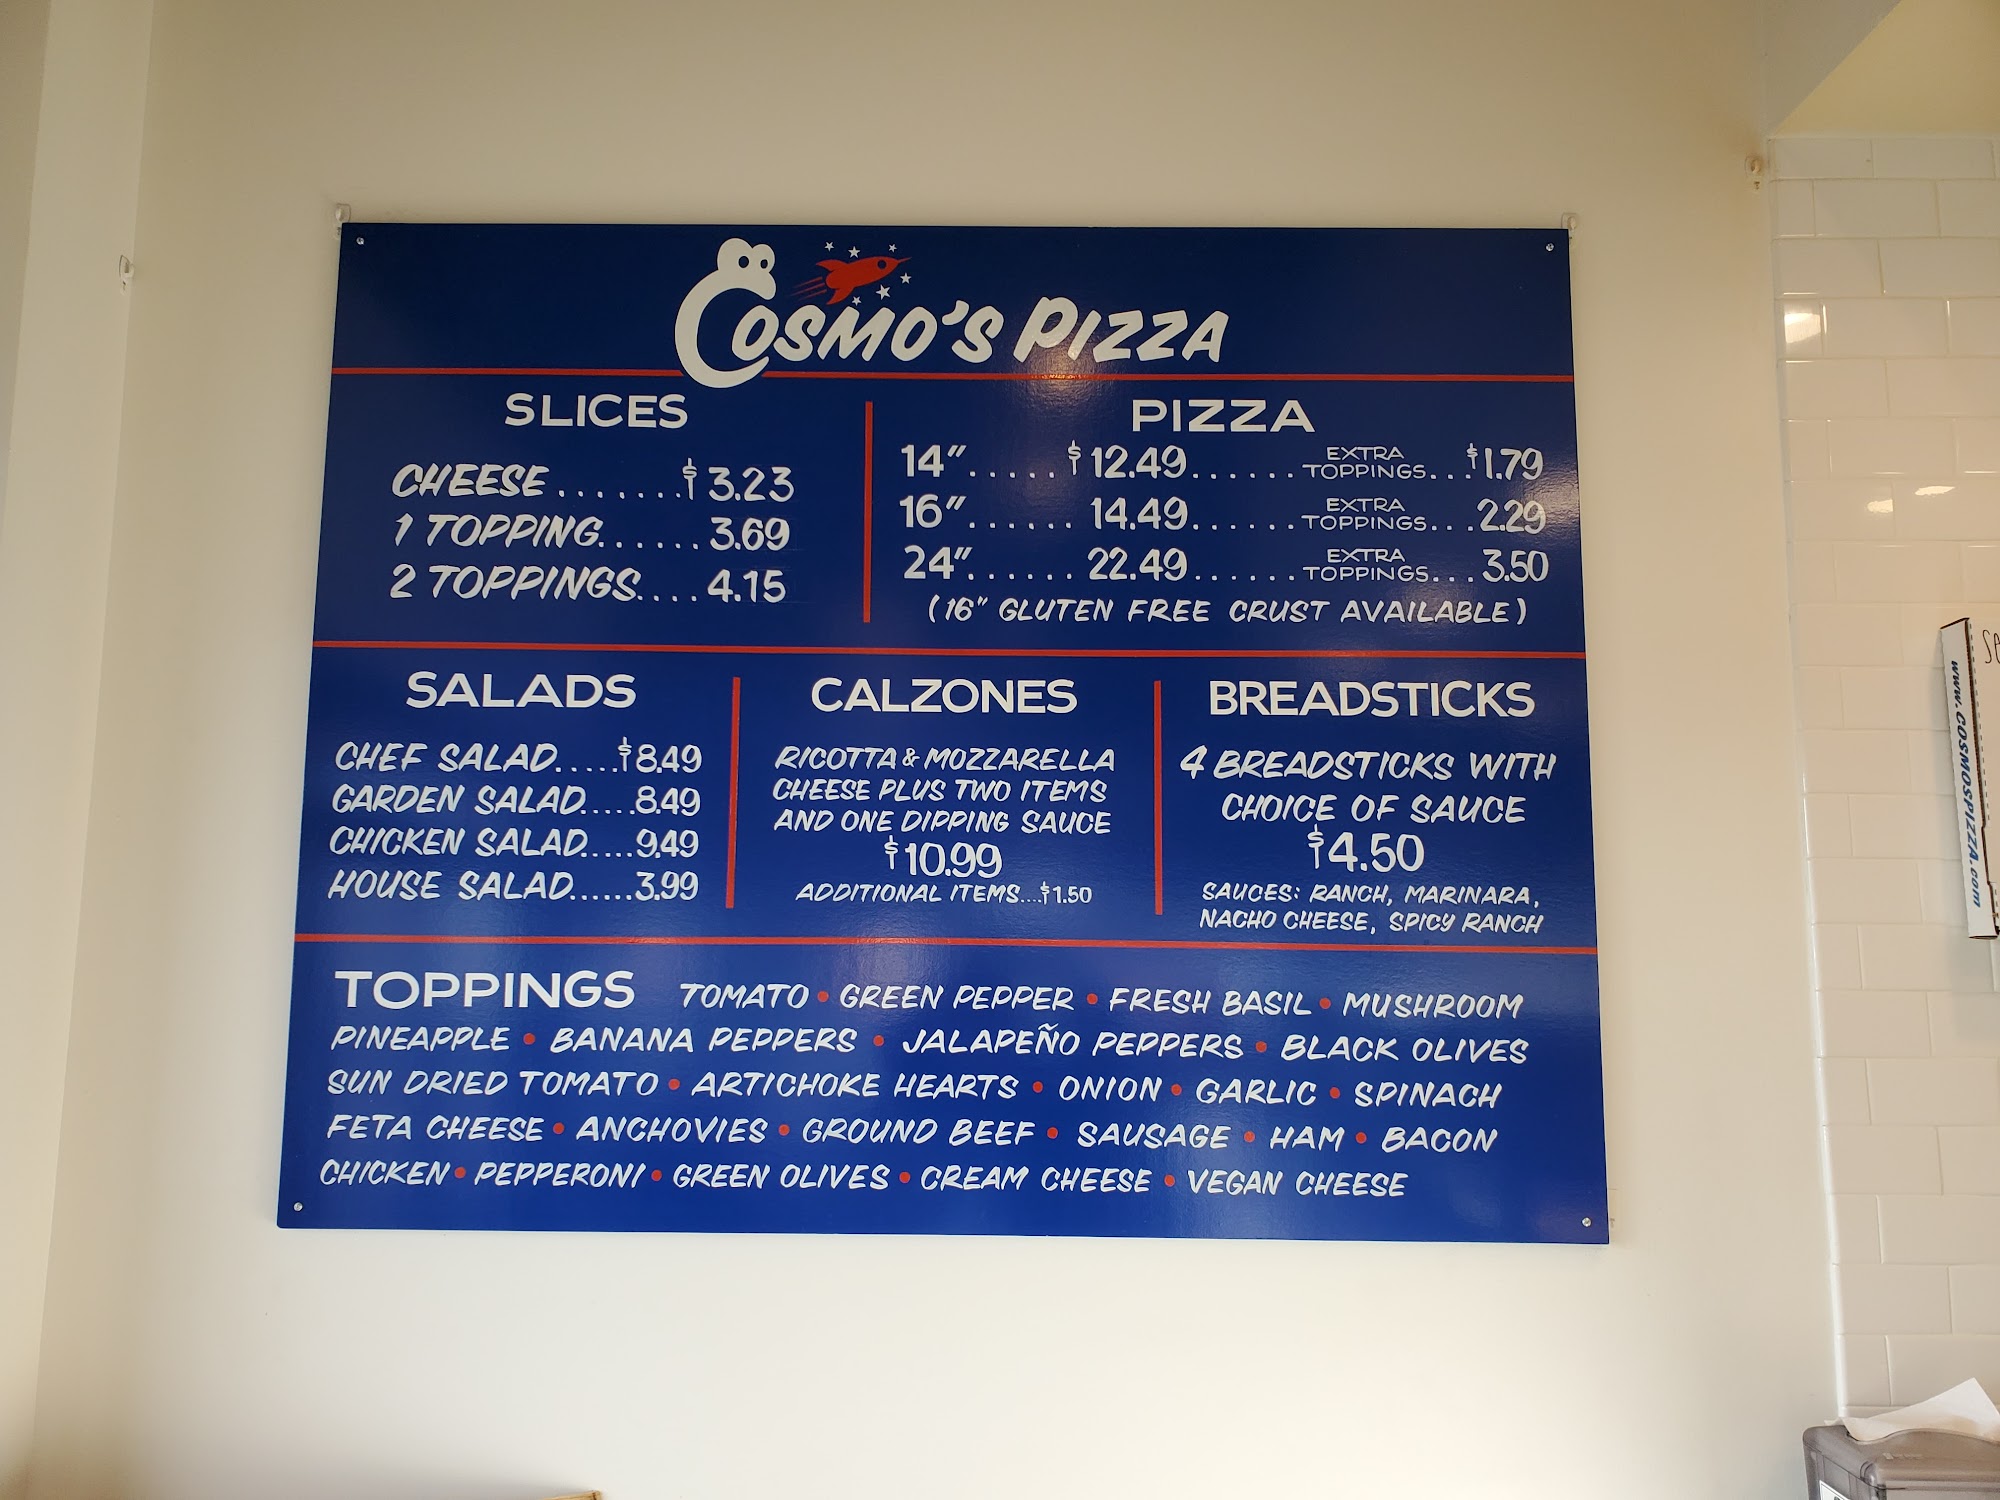 COSMO'S PIZZA
SLICES
CHEESE.......$3.23
1 TOPPING......3.69
2 TOPPINGS....4.15
PIZZA
14".....$12.49......EXTRA TOPPINGS...$1.79
16"......14.49......EXTRA TOPPINGS...2.29
24"......22.49......EXTRA TOPPINGS...3.50
(16" GLUTEN FREE CRUST AVAILABLE)
SALADS
CHEF SALAD.....$8.49
GARDEN SALAD.....8.49
CHICKEN SALAD.....9.49
HOUSE SALAD......3.99
CALZONES
RICOTTA & MOZZARELLA
CHEESE PLUS TWO ITEMS
AND ONE DIPPING SAUCE
$10.99
ADDITIONAL ITEMS....$1.50
BREADSTICKS
4 BREADSTICKS WITH
CHOICE OF SAUCE
$4.50
SAUCES: RANCH, MARINARA,
NACHO CHEESE, SPICY RANCH
TOPPINGS TOMATO • GREEN PEPPER • FRESH BASIL • MUSHROOM
PINEAPPLE • BANANA PEPPERS • JALAPEÑO PEPPERS • BLACK OLIVES
SUN DRIED TOMATO • ARTICHOKE HEARTS • ONION • GARLIC • SPINACH
FETA CHEESE • ANCHOVIES • GROUND BEEF • SAUSAGE • HAM • BACON
CHICKEN • PEPPERONI • GREEN OLIVES • CREAM CHEESE • VEGAN CHEESE
www.COSMOSPIZZA.com